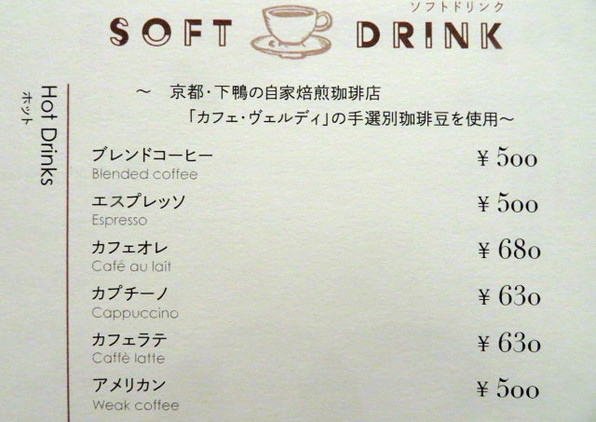 ソフトドリンク
SOFT DRINK
Hot Drinks
ホット
～ 京都・下鴨の自家焙煎珈琲店
「カフェ・ヴェルディ」の手選別珈琲豆を使用～
ブレンドコーヒー ¥ 500
Blended coffee
エスプレッソ ¥ 500
Espresso
カフェオレ ¥ 680
Café au lait
カプチーノ ¥ 630
Cappuccino
カフェラテ ¥ 630
Caffè latte
アメリカン ¥ 500
Weak coffee